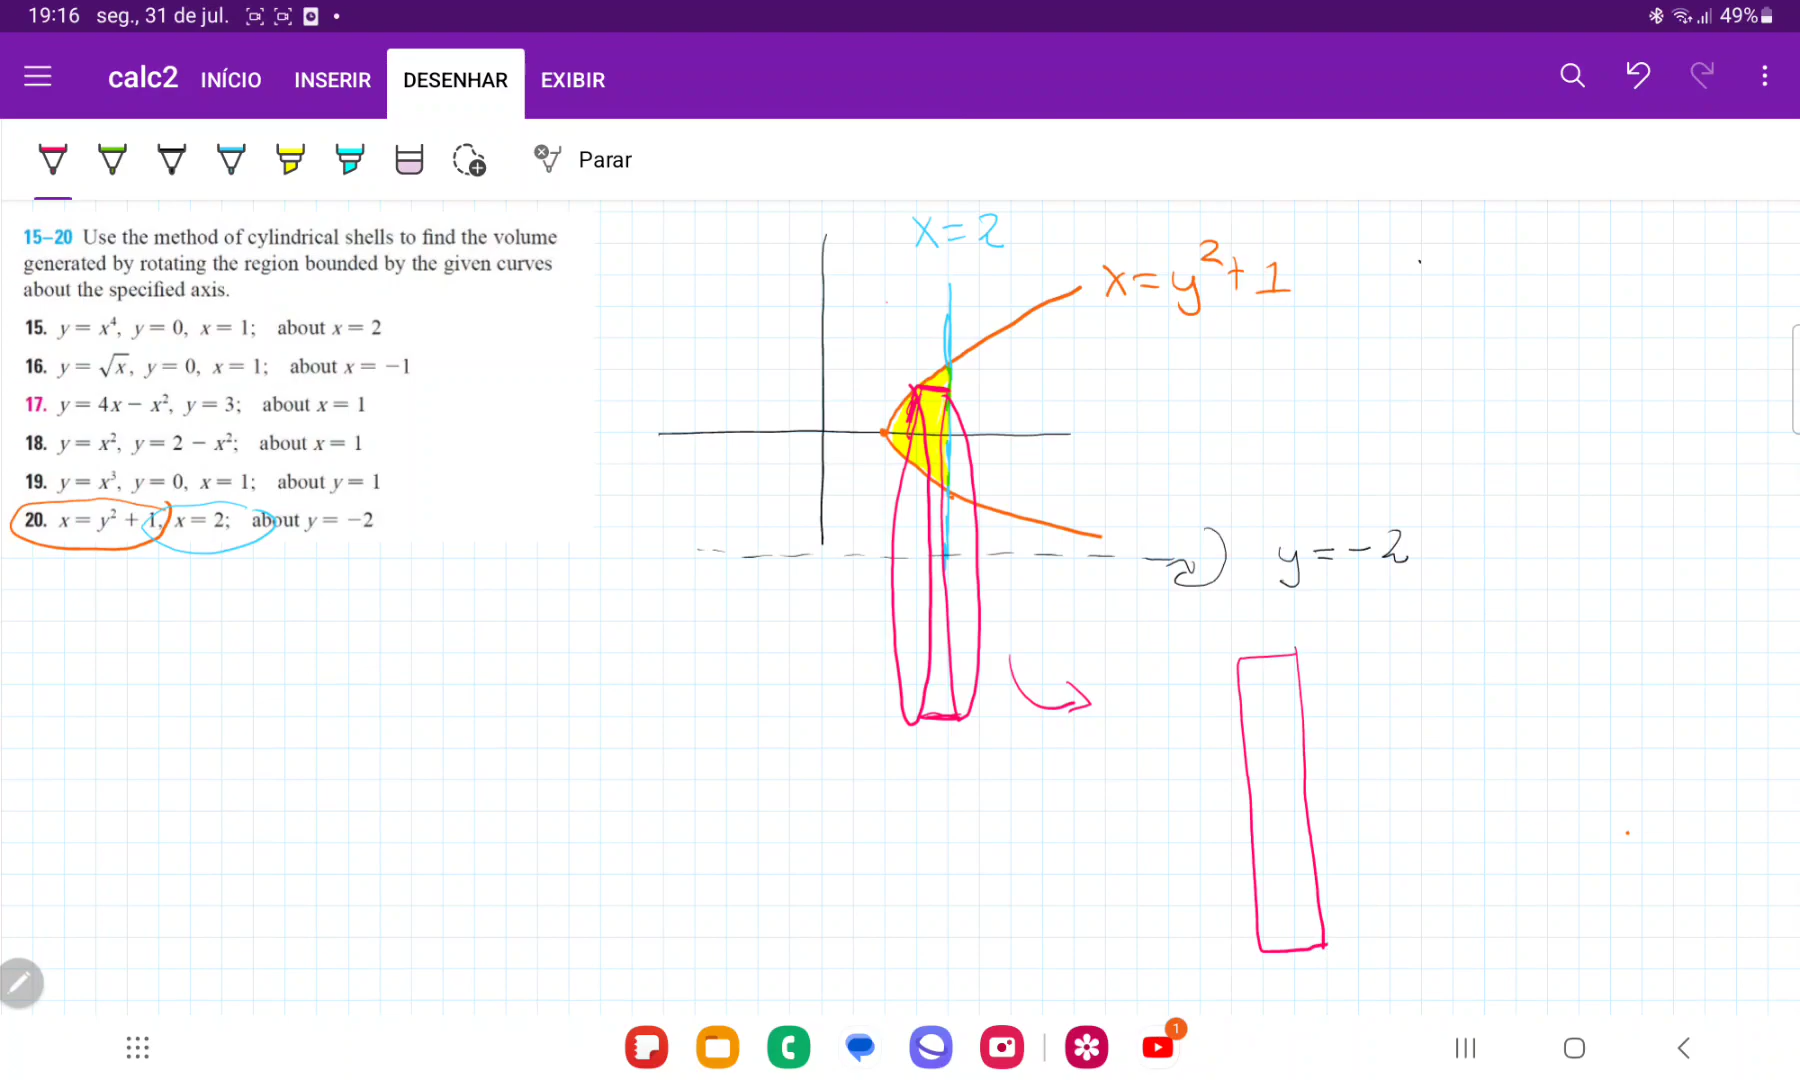 19:16 seg., 31 de jul.
49%
calc2 INÍCIO INSERIR DESENHAR EXIBIR
Parar
15–20 Use the method of cylindrical shells to find the volume
generated by rotating the region bounded by the given curves
about the specified axis.
15. y = x⁴, y = 0, x = 1; about x = 2
16. y = √x, y = 0, x = 1; about x = −1
17. y = 4x − x², y = 3; about x = 1
18. y = x², y = 2 − x²; about x = 1
19. y = x³, y = 0, x = 1; about y = 1
20. x = y² + 1, x = 2; about y = −2
x = 2
x = y² + 1
y = -2
1